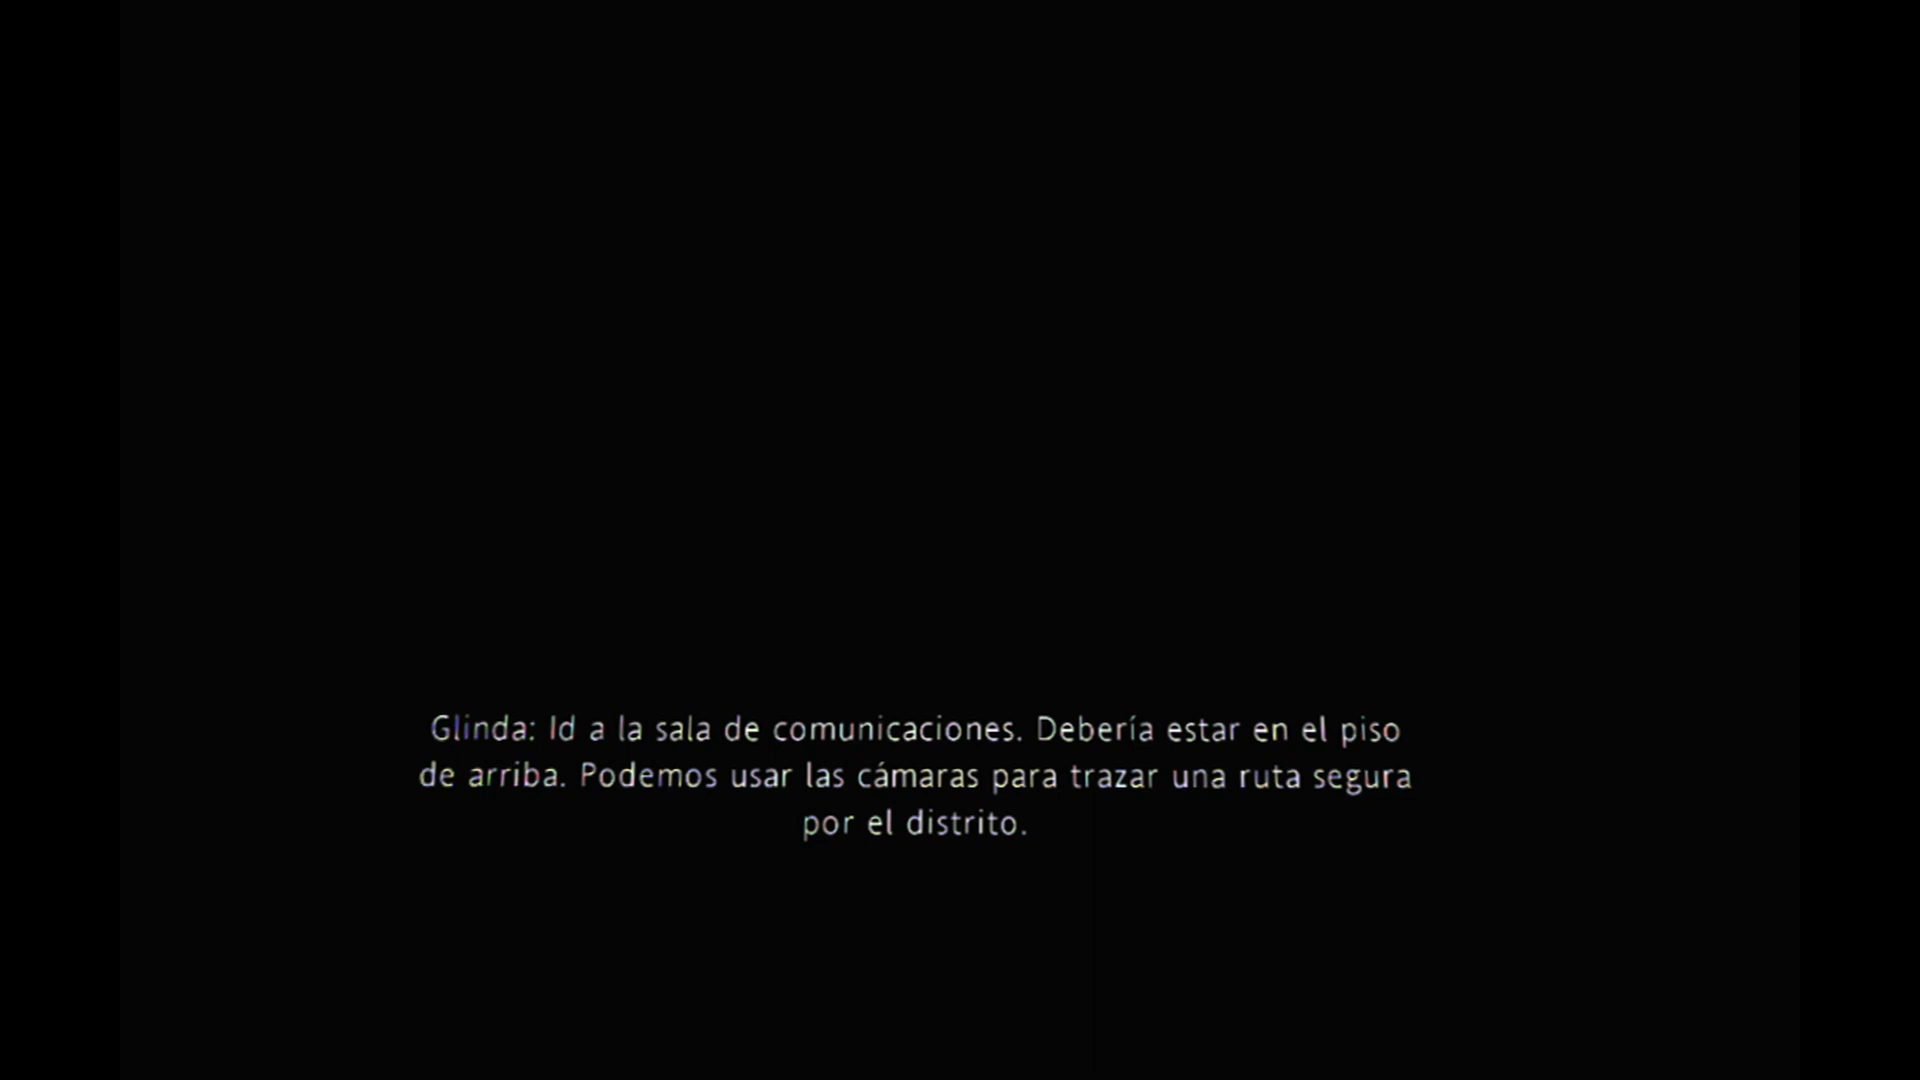 Glinda: Id a la sala de comunicaciones. Debería estar en el piso
de arriba. Podemos usar las cámaras para trazar una ruta segura
por el distrito.